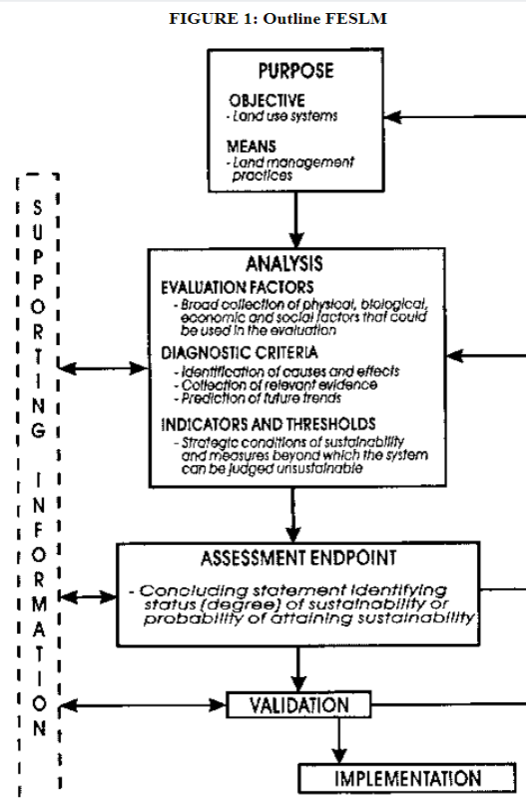 FIGURE 1: Outline FESLM
PURPOSE
OBJECTIVE
- Land use systems
MEANS
- Land management
practices
SUPPORTING INFORMATION
ANALYSIS
EVALUATION FACTORS
- Broad collection of physical, biological,
economic and social factors that could
be used in the evaluation
DIAGNOSTIC CRITERIA
- Identification of causes and effects
- Collection of relevant evidence
- Prediction of future trends
INDICATORS AND THRESHOLDS
- Strategic conditions of sustainability
and measures beyond which the system
can be judged unsustainable
ASSESSMENT ENDPOINT
- Concluding statement identifying
status (degree) of sustainability or
probability of attaining sustainability
VALIDATION
IMPLEMENTATION